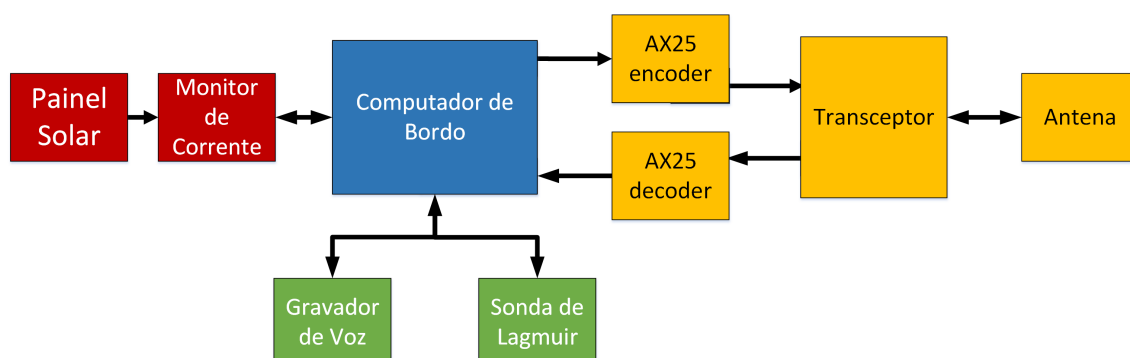 Painel
Solar
Monitor
de
Corrente
Computador de
Bordo
AX25
encoder
AX25
decoder
Transceptor
Antena
Gravador
de Voz
Sonda de
Lagmuir